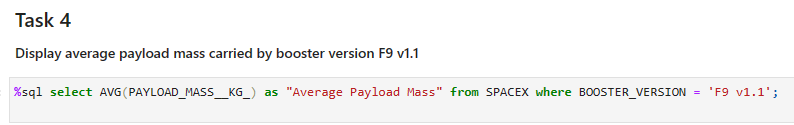 Task 4
Display average payload mass carried by booster version F9 v1.1
%sql select AVG(PAYLOAD_MASS__KG_) as "Average Payload Mass" from SPACEX where BOOSTER_VERSION = 'F9 v1.1';